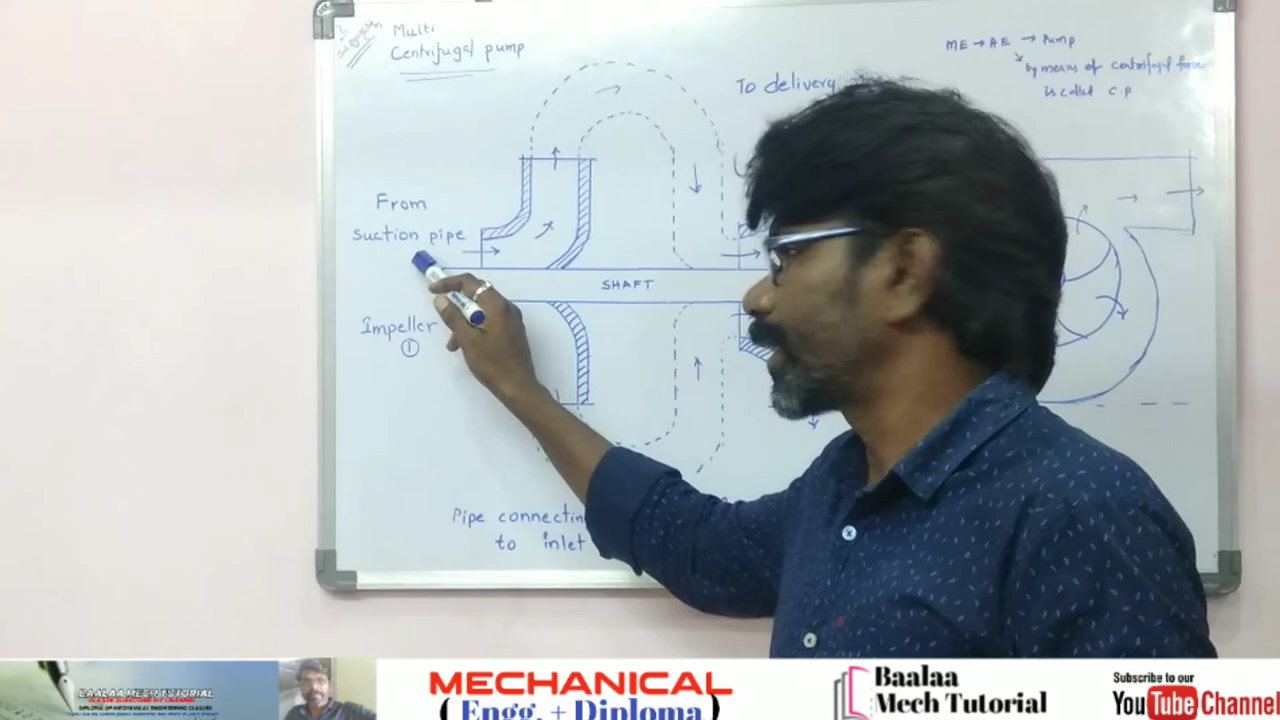 Multi
Centrifugal pump
ME → AE → Pump
by means of centrifugal force
is called C.P
To delivery
From
suction pipe
SHAFT
Impeller
①
Pipe connectin
to inlet
BAALAA MECH TUTORIAL
MECHANICAL
(Engg. + Diploma)
Baalaa
Mech Tutorial
Subscribe to our
YouTube Channel